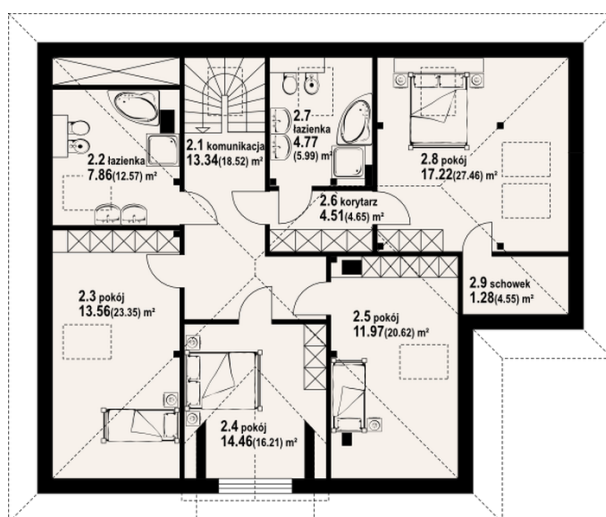 2.7
łazienka
4.77
(5.99) m²
2.1 komunikacja
13.34(18.52) m²
2.2 łazienka
7.86(12.57) m²
2.8 pokój
17.22(27.46) m²
2.6 korytarz
4.51(4.65) m²
2.9 schowek
1.28(4.55) m²
2.3 pokój
13.56(23.35) m²
2.5 pokój
11.97(20.62) m²
2.4 pokój
14.46(16.21) m²